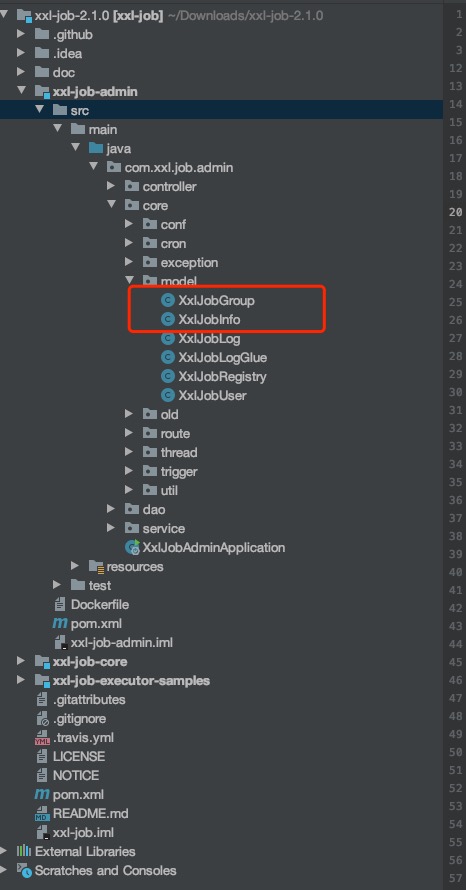 xxl-job-2.1.0 [xxl-job] ~/Downloads/xxl-job-2.1.0
.github
.idea
doc
xxl-job-admin
src
main
java
com.xxl.job.admin
controller
core
conf
cron
exception
model
XxlJobGroup
XxlJobInfo
XxlJobLog
XxlJobLogGlue
XxlJobRegistry
XxlJobUser
old
route
thread
trigger
util
dao
service
XxlJobAdminApplication
resources
test
Dockerfile
pom.xml
xxl-job-admin.iml
xxl-job-core
xxl-job-executor-samples
.gitattributes
.gitignore
.travis.yml
LICENSE
NOTICE
pom.xml
README.md
xxl-job.iml
External Libraries
Scratches and Consoles
1
2
3
12
13
14
15
16
17
18
19
20
21
22
23
24
25
26
27
28
29
30
31
32
33
34
35
36
37
38
39
40
41
42
43
44
45
46
47
48
49
50
51
52
53
54
55
56
57